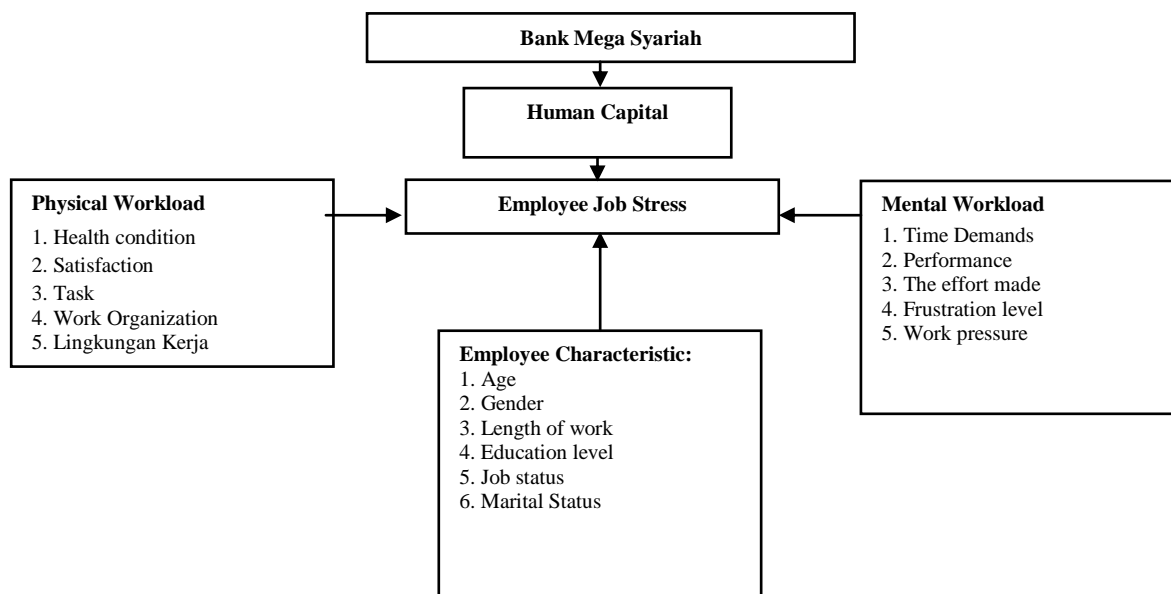 Bank Mega Syariah
Human Capital
Employee Job Stress
Physical Workload
1. Health condition
2. Satisfaction
3. Task
4. Work Organization
5. Lingkungan Kerja
Mental Workload
1. Time Demands
2. Performance
3. The effort made
4. Frustration level
5. Work pressure
Employee Characteristic:
1. Age
2. Gender
3. Length of work
4. Education level
5. Job status
6. Marital Status